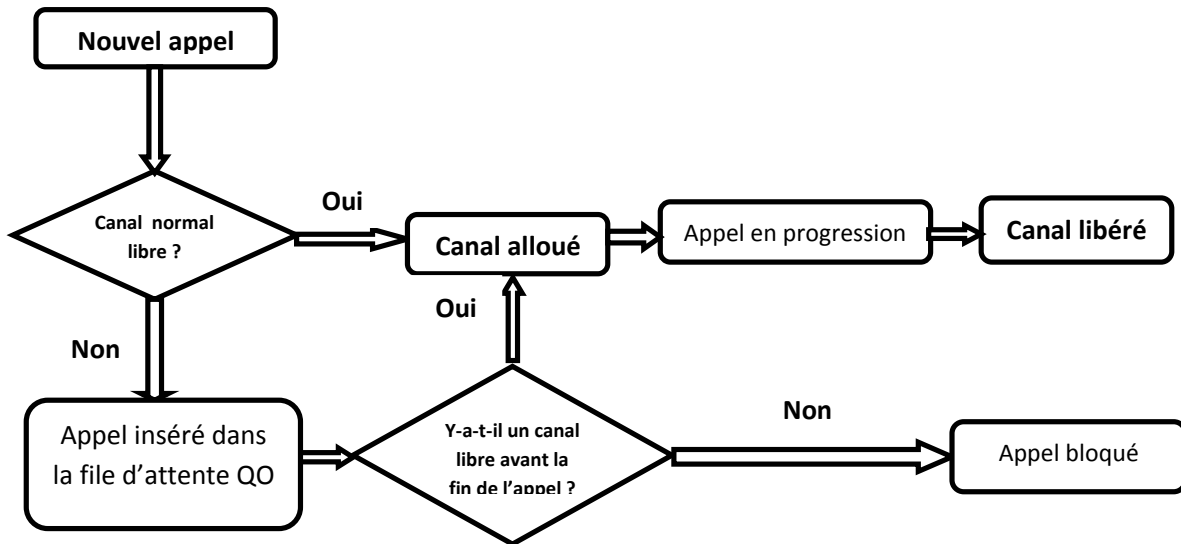 Nouvel appel
Canal normal
libre ?
Oui
Canal alloué
Appel en progression
Canal libéré
Oui
Non
Appel inséré dans
la file d’attente QO
Y-a-t-il un canal
libre avant la
fin de l’appel ?
Non
Appel bloqué